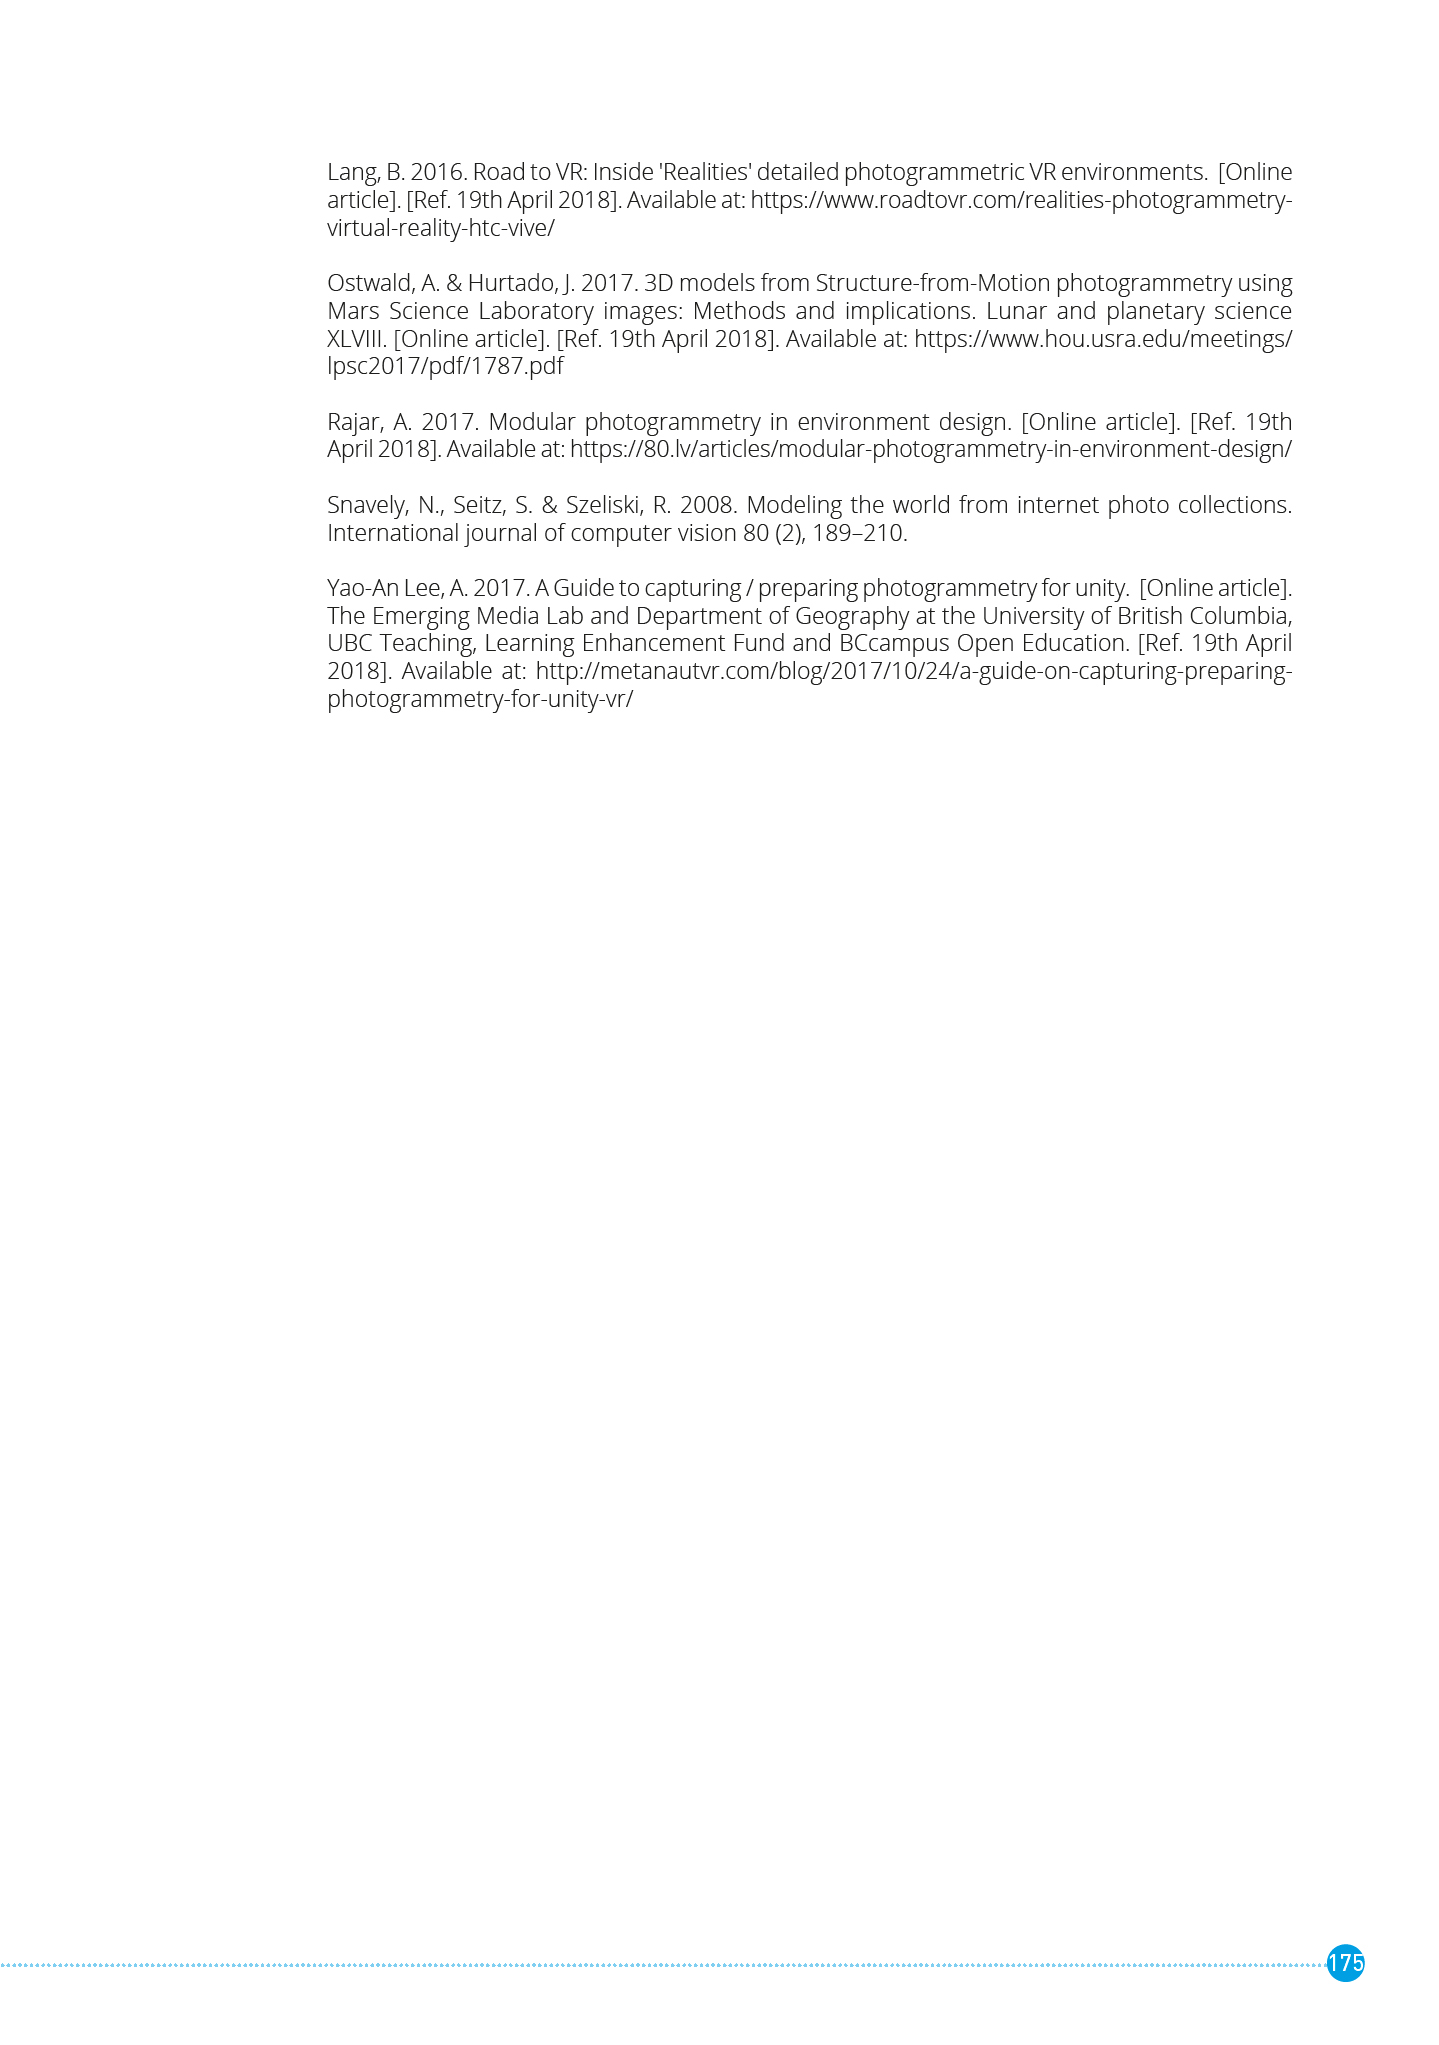 Lang, B. 2016. Road to VR: Inside 'Realities' detailed photogrammetric VR environments. [Online
article]. [Ref. 19th April 2018]. Available at: https://www.roadtovr.com/realities-photogrammetry-
virtual-reality-htc-vive/
Ostwald, A. & Hurtado, J. 2017. 3D models from Structure-from-Motion photogrammetry using
Mars Science Laboratory images: Methods and implications. Lunar and planetary science
XLVIII. [Online article]. [Ref. 19th April 2018]. Available at: https://www.hou.usra.edu/meetings/
lpsc2017/pdf/1787.pdf
Rajar, A. 2017. Modular photogrammetry in environment design. [Online article]. [Ref. 19th
April 2018]. Available at: https://80.lv/articles/modular-photogrammetry-in-environment-design/
Snavely, N., Seitz, S. & Szeliski, R. 2008. Modeling the world from internet photo collections.
International journal of computer vision 80 (2), 189–210.
Yao-An Lee, A. 2017. A Guide to capturing / preparing photogrammetry for unity. [Online article].
The Emerging Media Lab and Department of Geography at the University of British Columbia,
UBC Teaching, Learning Enhancement Fund and BCcampus Open Education. [Ref. 19th April
2018]. Available at: http://metanautvr.com/blog/2017/10/24/a-guide-on-capturing-preparing-
photogrammetry-for-unity-vr/
175